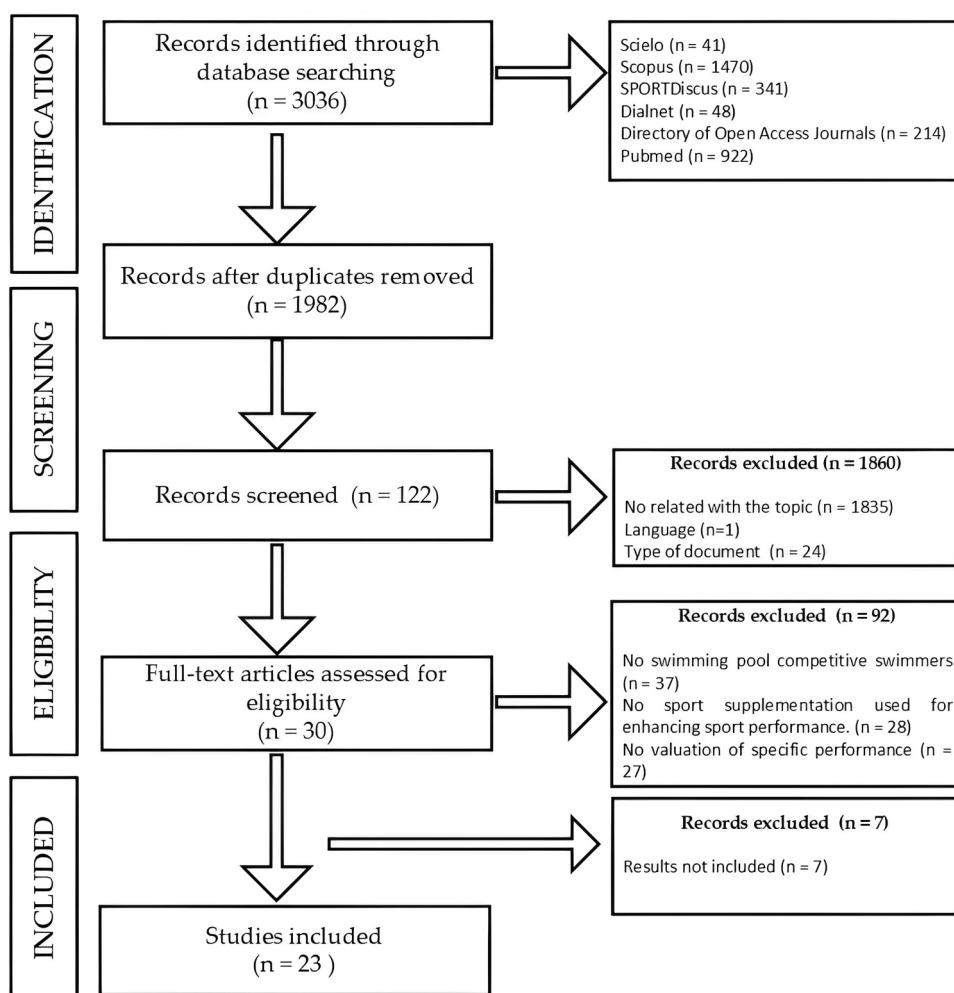 IDENTIFICATION
Records identified through
database searching
(n = 3036)
Scielo (n = 41)
Scopus (n = 1470)
SPORTDiscus (n = 341)
Dialnet (n = 48)
Directory of Open Access Journals (n = 214)
Pubmed (n = 922)
Records after duplicates removed
(n = 1982)
SCREENING
Records screened (n = 122)
Records excluded (n = 1860)
No related with the topic (n = 1835)
Language (n=1)
Type of document (n = 24)
ELIGIBILITY
Full-text articles assessed for
eligibility
(n = 30)
Records excluded (n = 92)
No swimming pool competitive swimmers
(n = 37)
No sport supplementation used for
enhancing sport performance. (n = 28)
No valuation of specific performance (n =
27)
INCLUDED
Records excluded (n = 7)
Results not included (n = 7)
Studies included
(n = 23 )